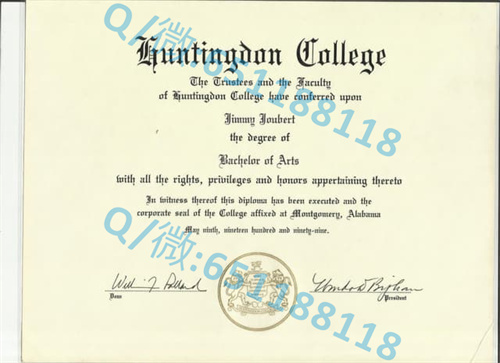 Huntingdon College
The Trustees and the Faculty
of Huntingdon College have conferred upon
Jimmy Joubert
the degree of
Bachelor of Arts
with all the rights, privileges and honors appertaining thereto
In witness thereof this diploma has been executed and the
corporate seal of the College affixed at Montgomery, Alabama
May ninth, nineteen hundred and ninety-nine.
Dean
President
Q/微:651188118
Q/微:651188118